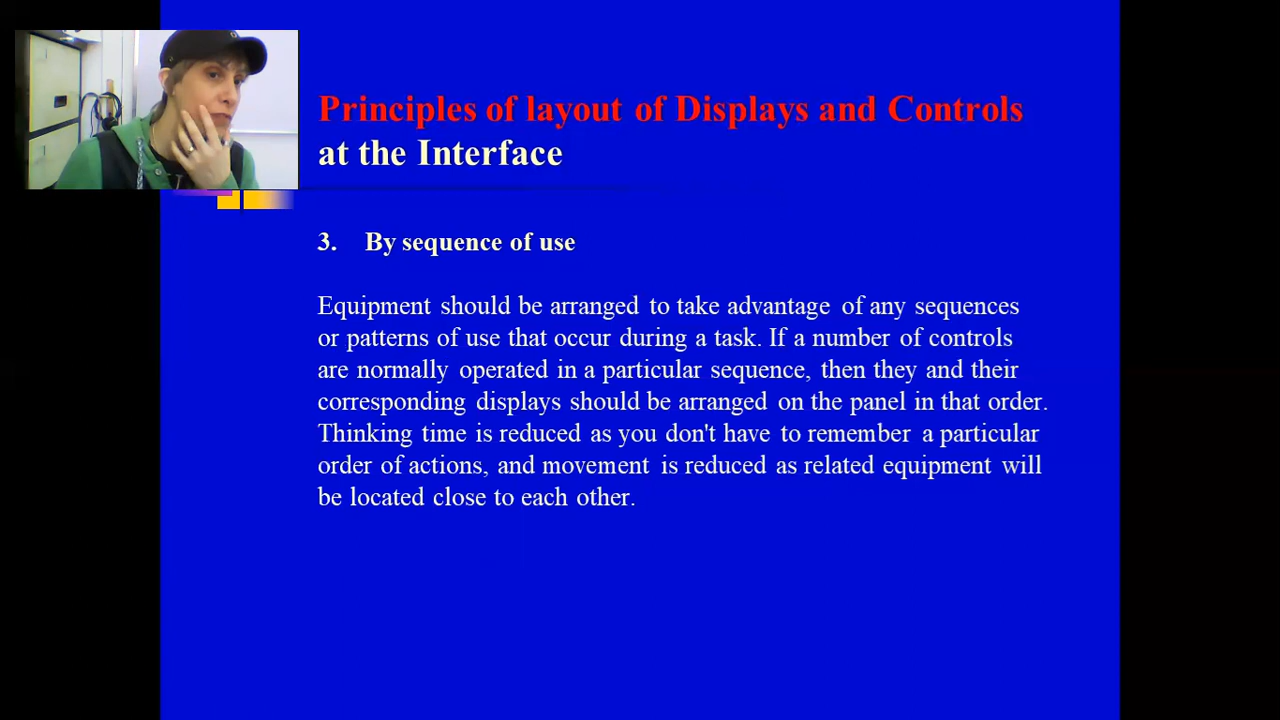 Principles of layout of Displays and Controls
at the Interface
3. By sequence of use
Equipment should be arranged to take advantage of any sequences
or patterns of use that occur during a task. If a number of controls
are normally operated in a particular sequence, then they and their
corresponding displays should be arranged on the panel in that order.
Thinking time is reduced as you don't have to remember a particular
order of actions, and movement is reduced as related equipment will
be located close to each other.